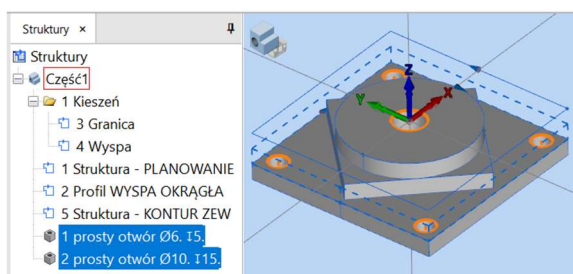 Struktury ×
Struktury
Część1
1 Kieszeń
3 Granica
4 Wyspa
1 Struktura - PLANOWANIE
2 Profil WYSPA OKRĄGŁA
5 Struktura - KONTUR ZEW
1 prosty otwór Ø6. ↧5.
2 prosty otwór Ø10. ↧15.
Z
Y
X